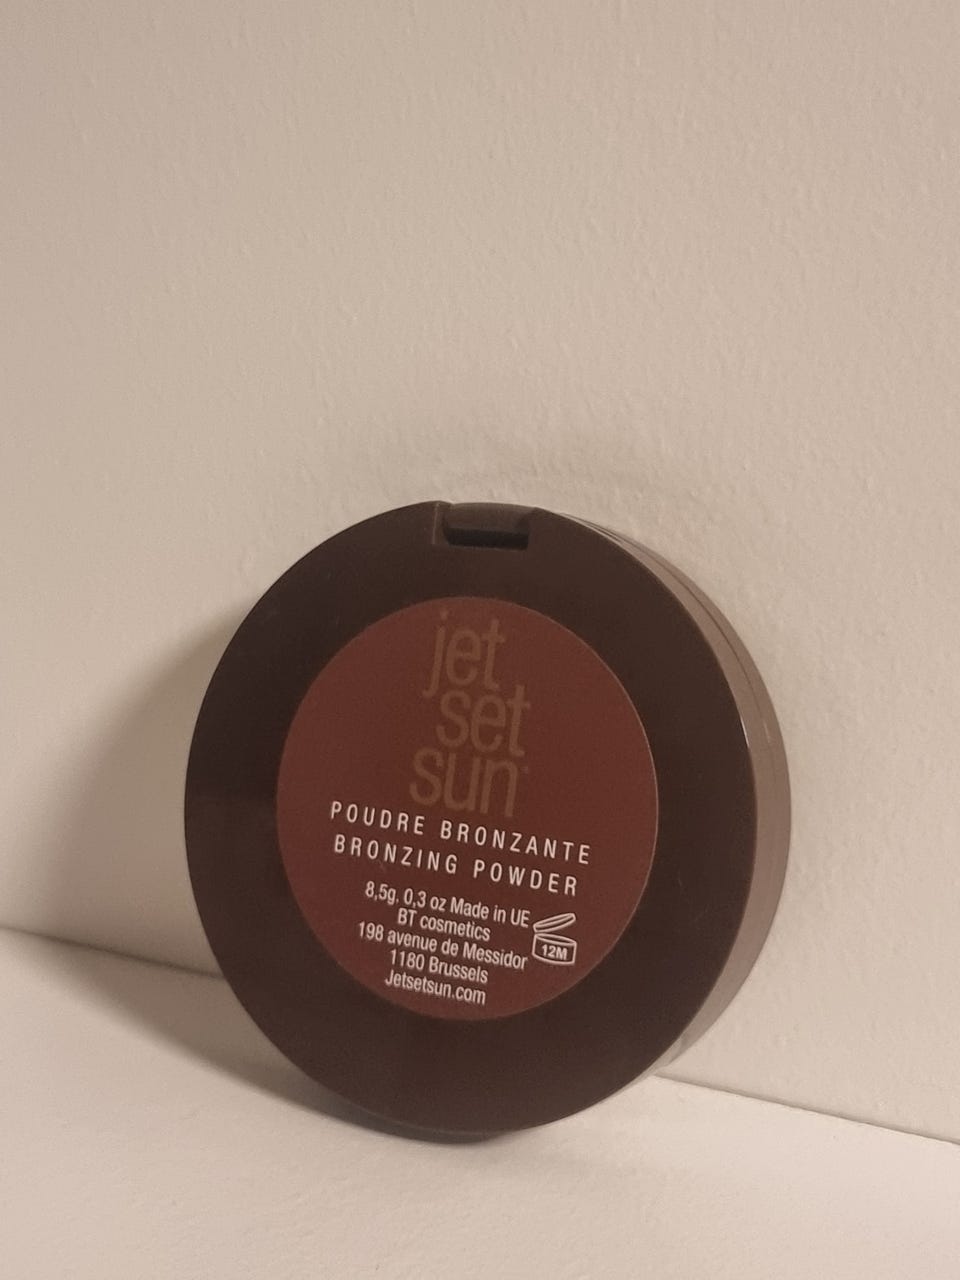 jet
set
sun
POUDRE BRONZANTE
BRONZING POWDER
8,5g. 0,3 oz Made in UE
BT cosmetics
198 avenue de Messidor
12M
1180 Brussels
Jetsetsun.com